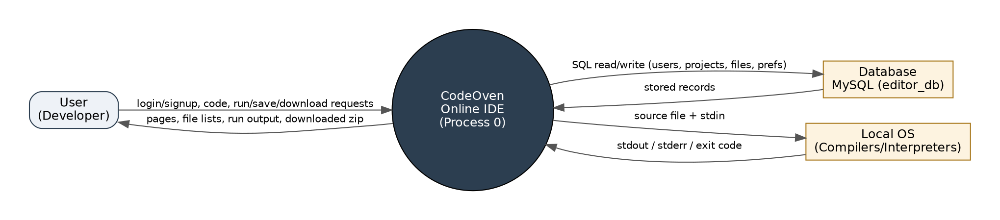 User
(Developer)
login/signup, code, run/save/download requests
pages, file lists, run output, downloaded zip
CodeOven
Online IDE
(Process 0)
SQL read/write (users, projects, files, prefs)
stored records
source file + stdin
stdout / stderr / exit code
Database
MySQL (editor_db)
Local OS
(Compilers/Interpreters)